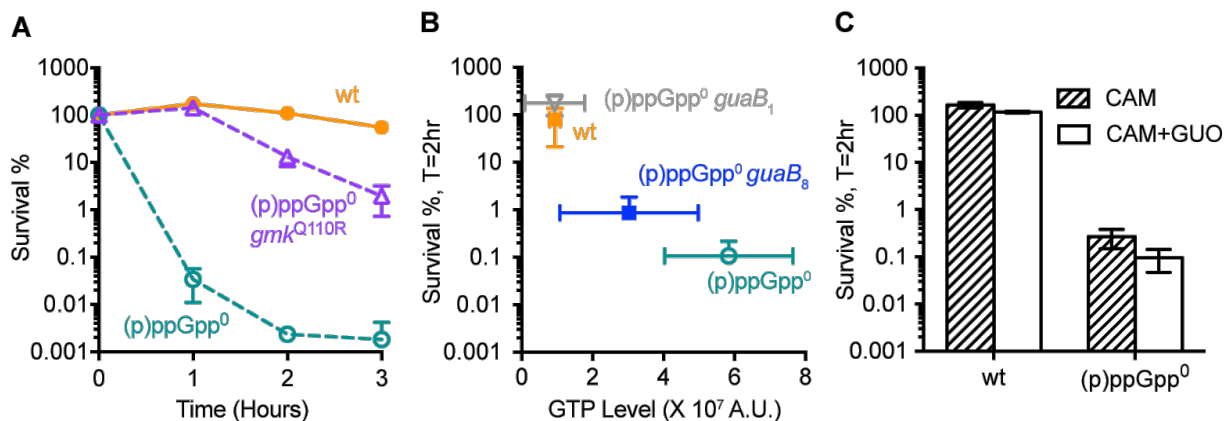 A
Survival %
1000
100
10
1
0.1
0.01
0.001
wt
(p)ppGpp⁰
gmkQ110R
(p)ppGpp⁰
0 1 2 3
Time (Hours)
B
Survival %, T=2hr
1000
100
10
1
0.1
0.01
0.001
(p)ppGpp⁰ guaB₁
wt
(p)ppGpp⁰ guaB₈
(p)ppGpp⁰
0 2 4 6 8
GTP Level (X 10⁷ A.U.)
C
Survival %, T=2hr
1000
100
10
1
0.1
0.01
0.001
CAM
CAM+GUO
wt (p)ppGpp⁰